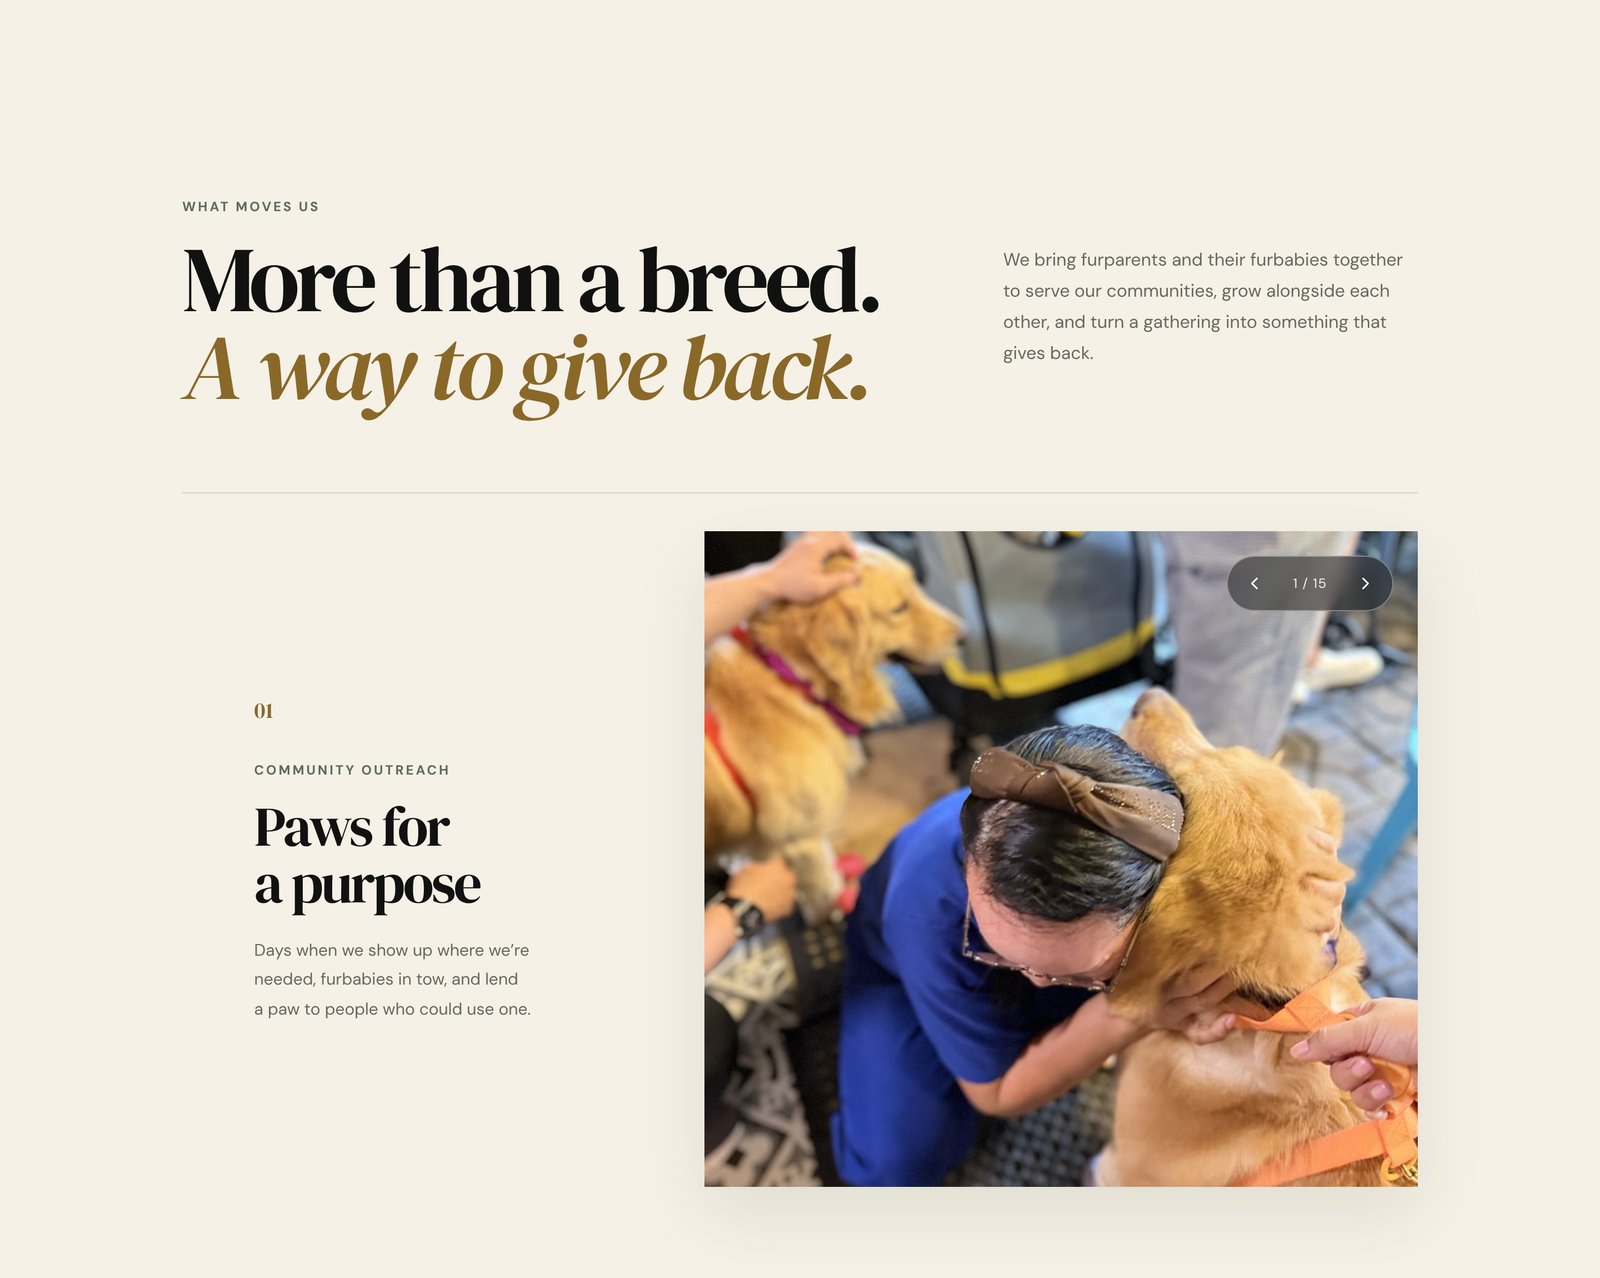 WHAT MOVES US
More than a breed.
A way to give back.
We bring furparents and their furbabies together
to serve our communities, grow alongside each
other, and turn a gathering into something that
gives back.
1 / 15
01
COMMUNITY OUTREACH
Paws for
a purpose
Days when we show up where we’re
needed, furbabies in tow, and lend
a paw to people who could use one.